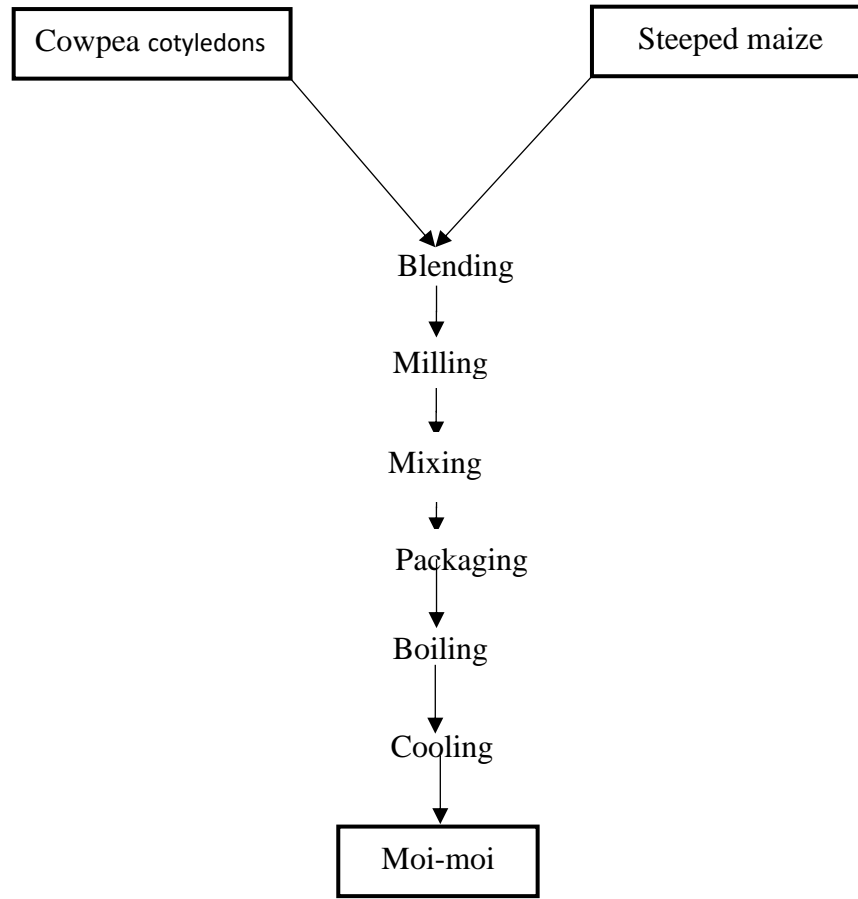 Cowpea cotyledons
Steeped maize
Blending
Milling
Mixing
Packaging
Boiling
Cooling
Moi-moi